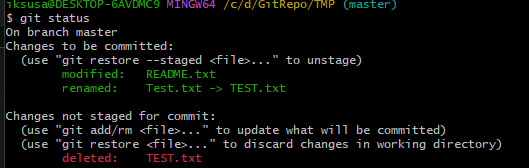 iksusa@DESKTOP-6AVDMC9 MINGW64 /c/d/GitRepo/TMP (master)
$ git status
On branch master
Changes to be committed:
  (use "git restore --staged <file>..." to unstage)
        modified:   README.txt
        renamed:    Test.txt -> TEST.txt

Changes not staged for commit:
  (use "git add/rm <file>..." to update what will be committed)
  (use "git restore <file>..." to discard changes in working directory)
        deleted:    TEST.txt